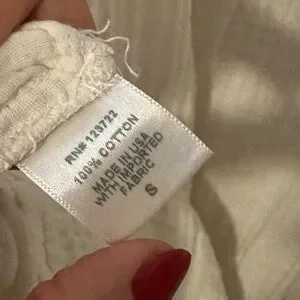 RN# 123722
100% COTTON
MADE IN USA
WITH IMPORTED
FABRIC
S